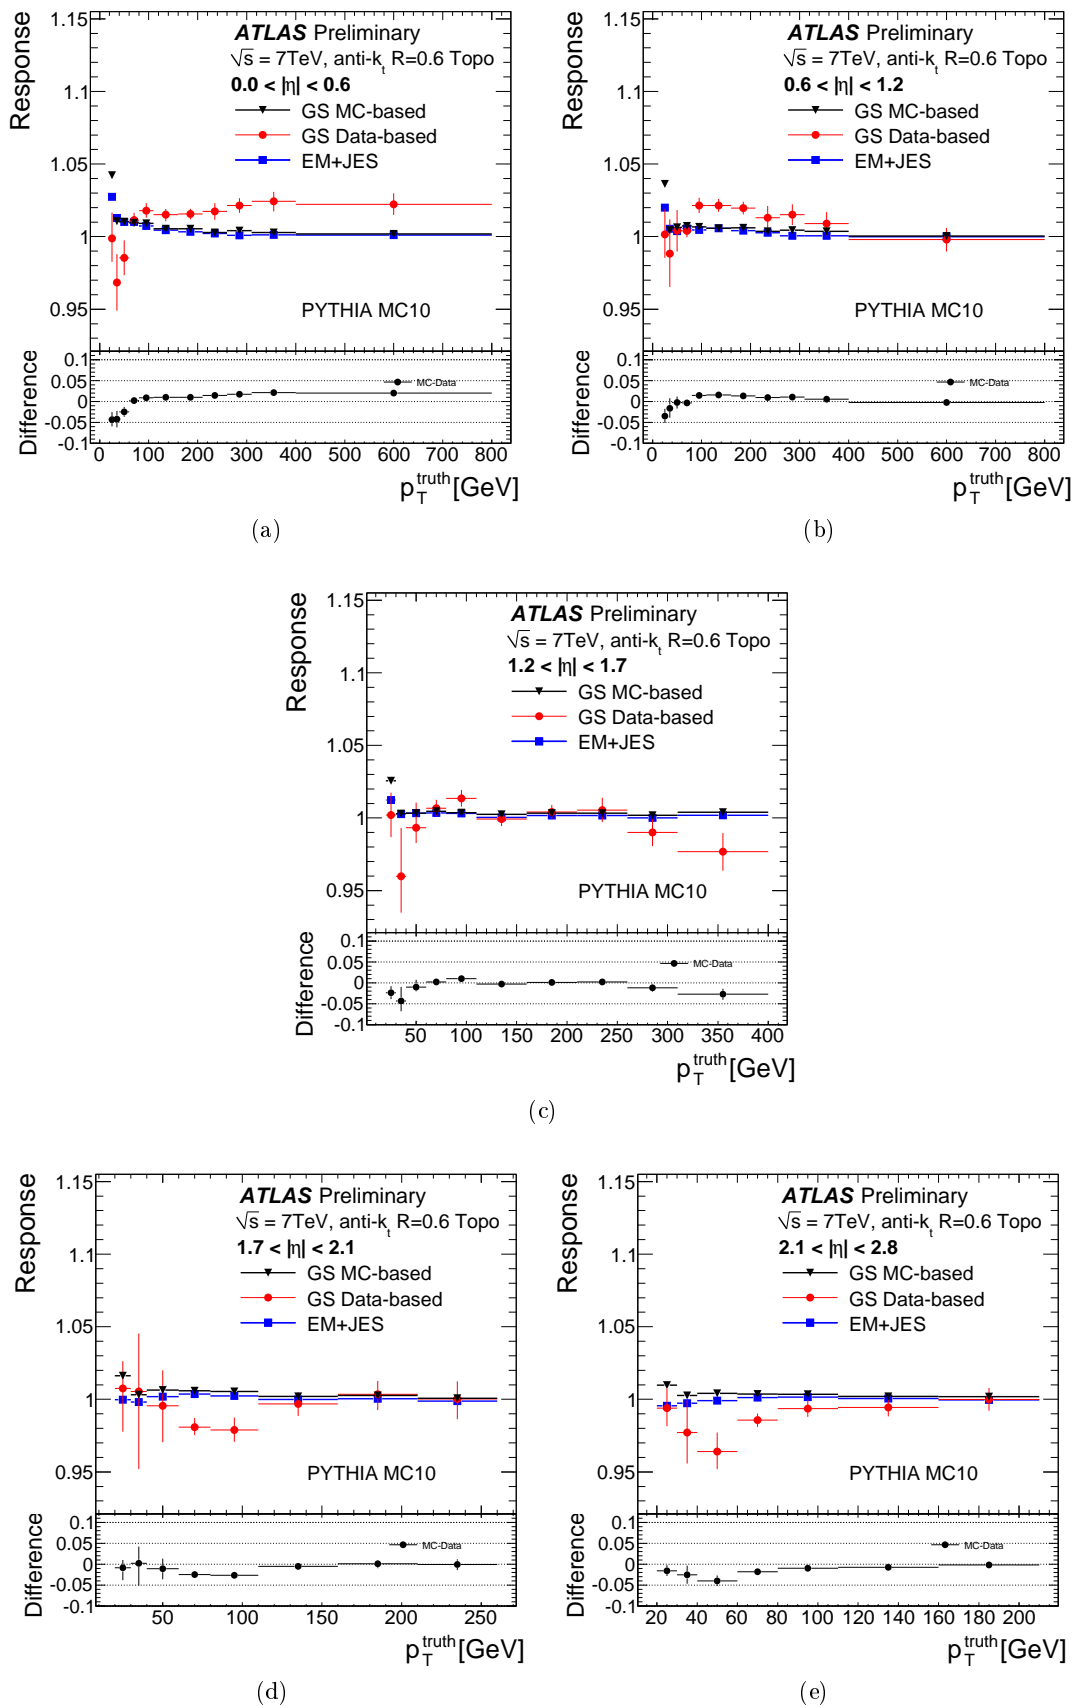 1.15
ATLAS Preliminary
√s = 7TeV, anti-k_t R=0.6 Topo
0.0 < |η| < 0.6
1.1
GS MC-based
GS Data-based
1.05
EM+JES
1
0.95
PYTHIA MC10
Response
0.1
0.05
MC-Data
0
-0.05
-0.1
Difference
0 100 200 300 400 500 600 700 800
p_T^truth [GeV]
(a)
1.15
ATLAS Preliminary
√s = 7TeV, anti-k_t R=0.6 Topo
0.6 < |η| < 1.2
1.1
GS MC-based
GS Data-based
1.05
EM+JES
1
0.95
PYTHIA MC10
Response
0.1
0.05
MC-Data
0
-0.05
-0.1
Difference
0 100 200 300 400 500 600 700 800
p_T^truth [GeV]
(b)
1.15
ATLAS Preliminary
√s = 7TeV, anti-k_t R=0.6 Topo
1.2 < |η| < 1.7
1.1
GS MC-based
GS Data-based
1.05
EM+JES
1
0.95
PYTHIA MC10
Response
0.1
0.05
MC-Data
0
-0.05
-0.1
Difference
50 100 150 200 250 300 350 400
p_T^truth [GeV]
(c)
1.15
ATLAS Preliminary
√s = 7TeV, anti-k_t R=0.6 Topo
1.7 < |η| < 2.1
1.1
GS MC-based
GS Data-based
1.05
EM+JES
1
0.95
PYTHIA MC10
Response
0.1
0.05
MC-Data
0
-0.05
-0.1
Difference
50 100 150 200 250
p_T^truth [GeV]
(d)
1.15
ATLAS Preliminary
√s = 7TeV, anti-k_t R=0.6 Topo
2.1 < |η| < 2.8
1.1
GS MC-based
GS Data-based
1.05
EM+JES
1
0.95
PYTHIA MC10
Response
0.1
0.05
MC-Data
0
-0.05
-0.1
Difference
20 40 60 80 100 120 140 160 180 200
p_T^truth [GeV]
(e)